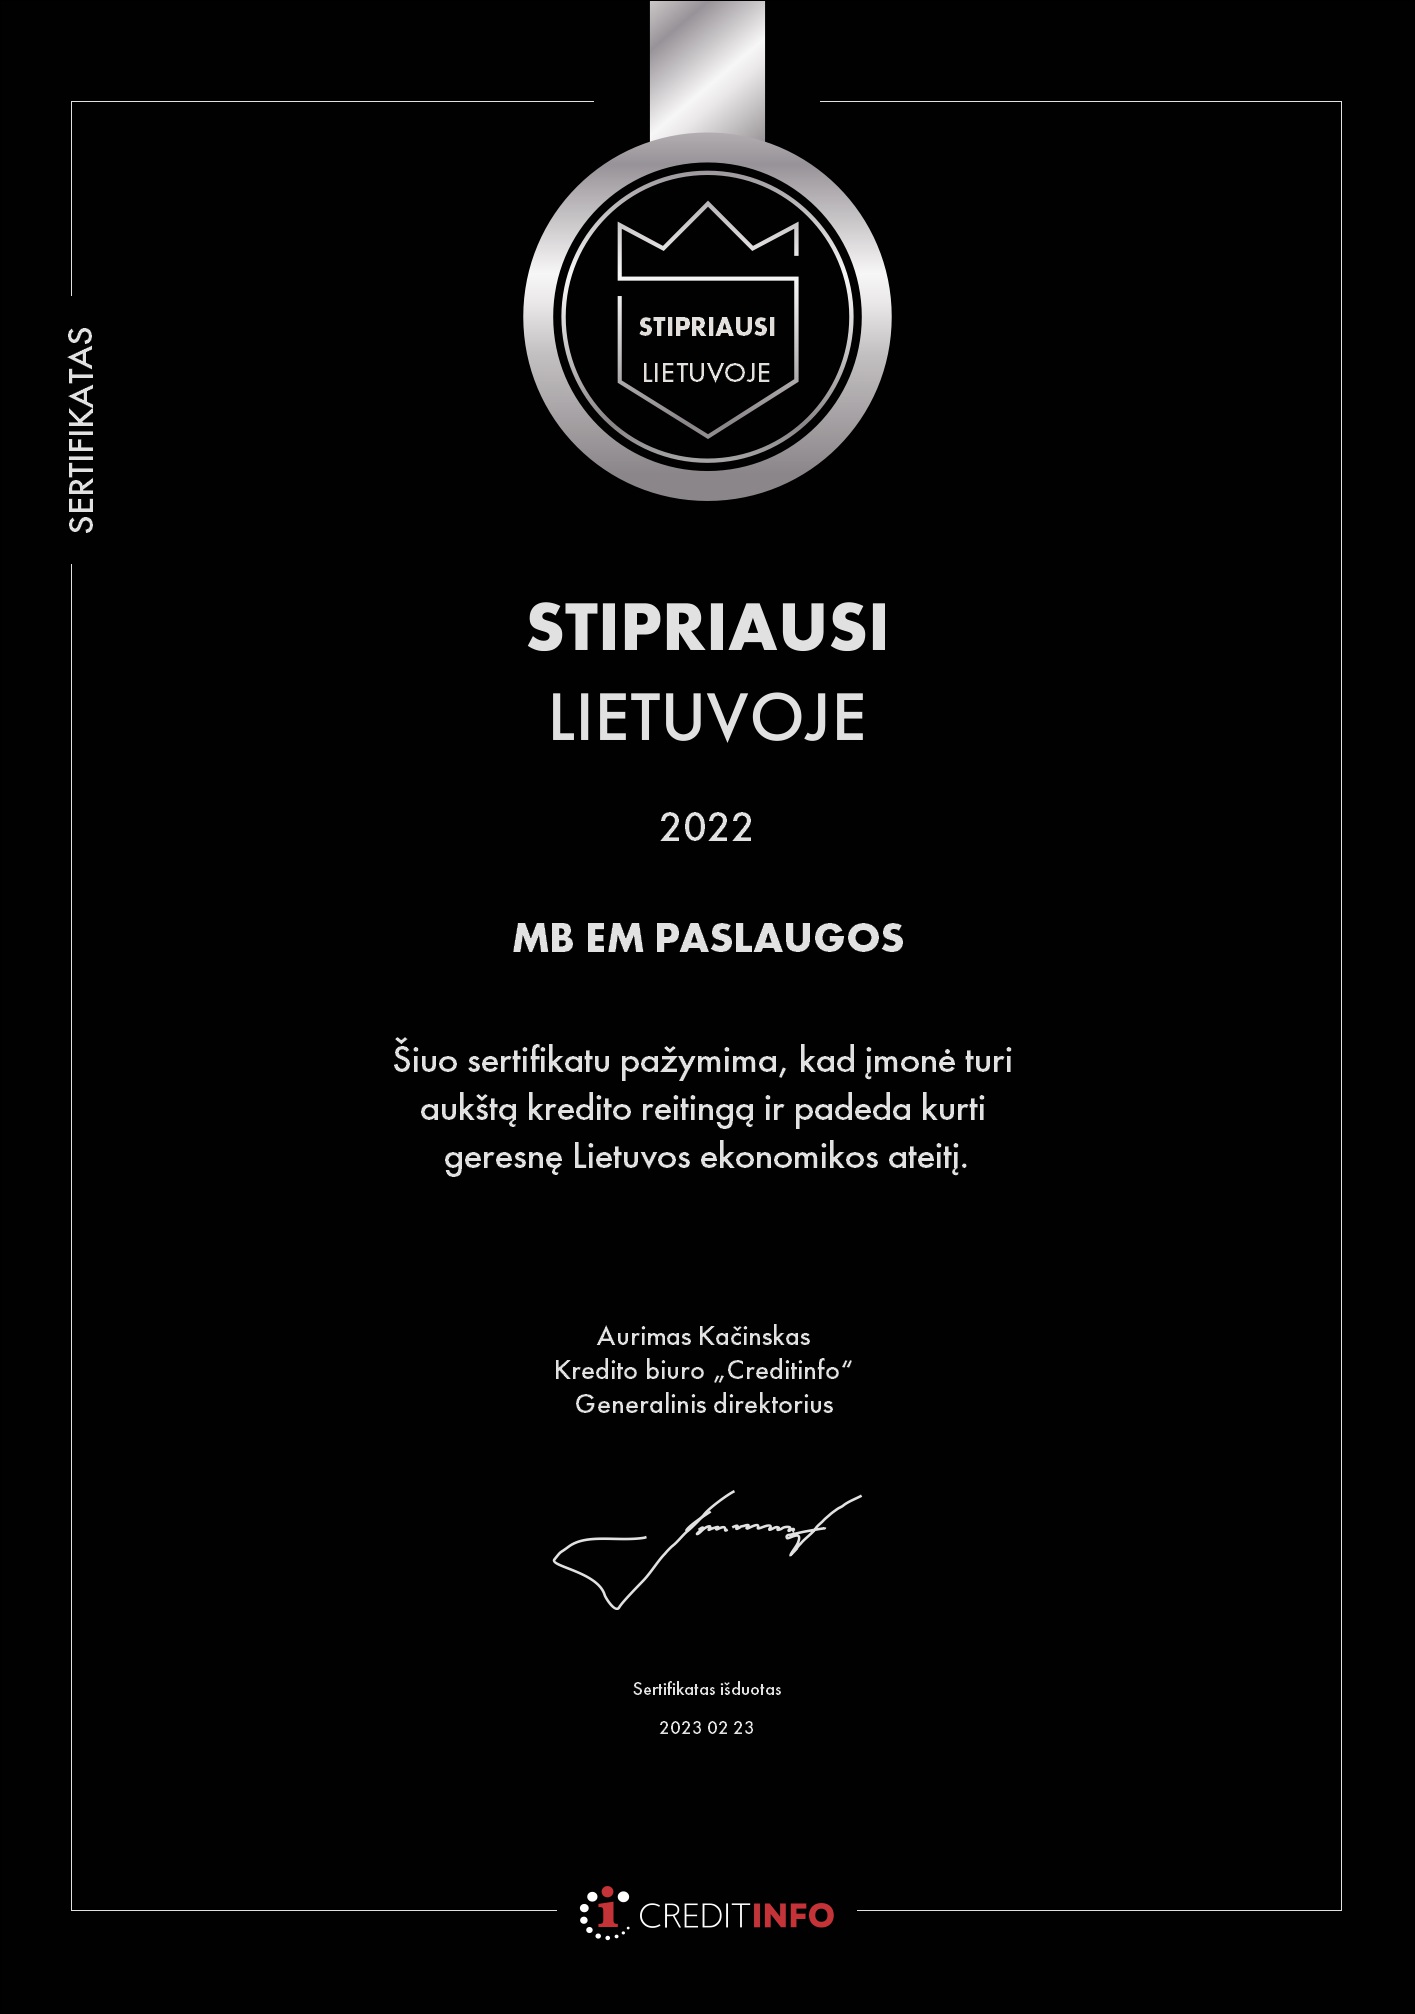 STIPRIAUSI
LIETUVOJE
SERTIFIKATAS
STIPRIAUSI
LIETUVOJE
2022
MB EM PASLAUGOS
Šiuo sertifikatu pažymima, kad įmonė turi
aukštą kredito reitingą ir padeda kurti
geresnę Lietuvos ekonomikos ateitį.
Aurimas Kačinskas
Kredito biuro „Creditinfo“
Generalinis direktorius
Sertifikatas išduotas
2023 02 23
CREDITINFO